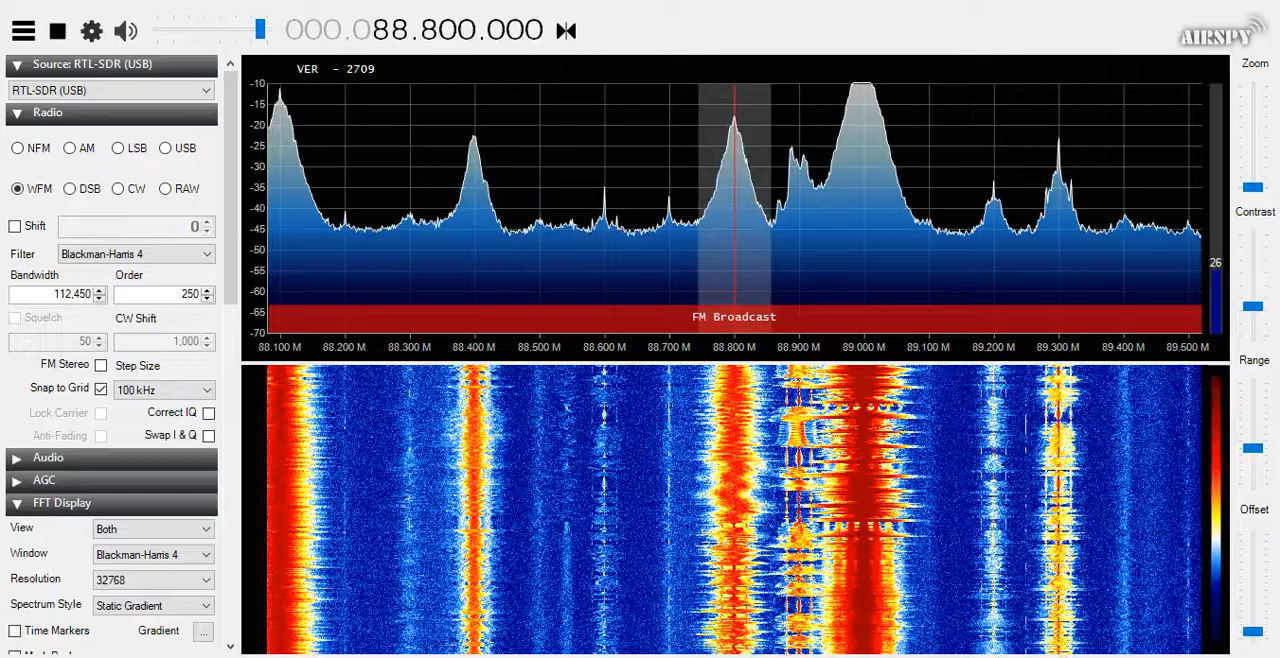 000.088.800.000
AIRSPY
Source: RTL-SDR (USB)
RTL-SDR (USB)
Radio
NFM AM LSB USB
WFM DSB CW RAW
Shift 0
Filter Blackman-Harris 4
Bandwidth Order
112,450 250
Squelch CW Shift
50 1,000
FM Stereo Step Size
Snap to Grid 100 kHz
Lock Carrier Correct IQ
Anti-Fading Swap I & Q
Audio
AGC
FFT Display
View Both
Window Blackman-Harris 4
Resolution 32768
Spectrum Style Static Gradient
Time Markers Gradient ...
VER - 2709
-10
-15
-20
-25
-30
-35
-40
-45
-50
-55
-60
-65
-70
FM Broadcast
88.100 M 88.200 M 88.300 M 88.400 M 88.500 M 88.600 M 88.700 M 88.800 M 88.900 M 89.000 M 89.100 M 89.200 M 89.300 M 89.400 M 89.500 M
26
Zoom
Contrast
Range
Offset